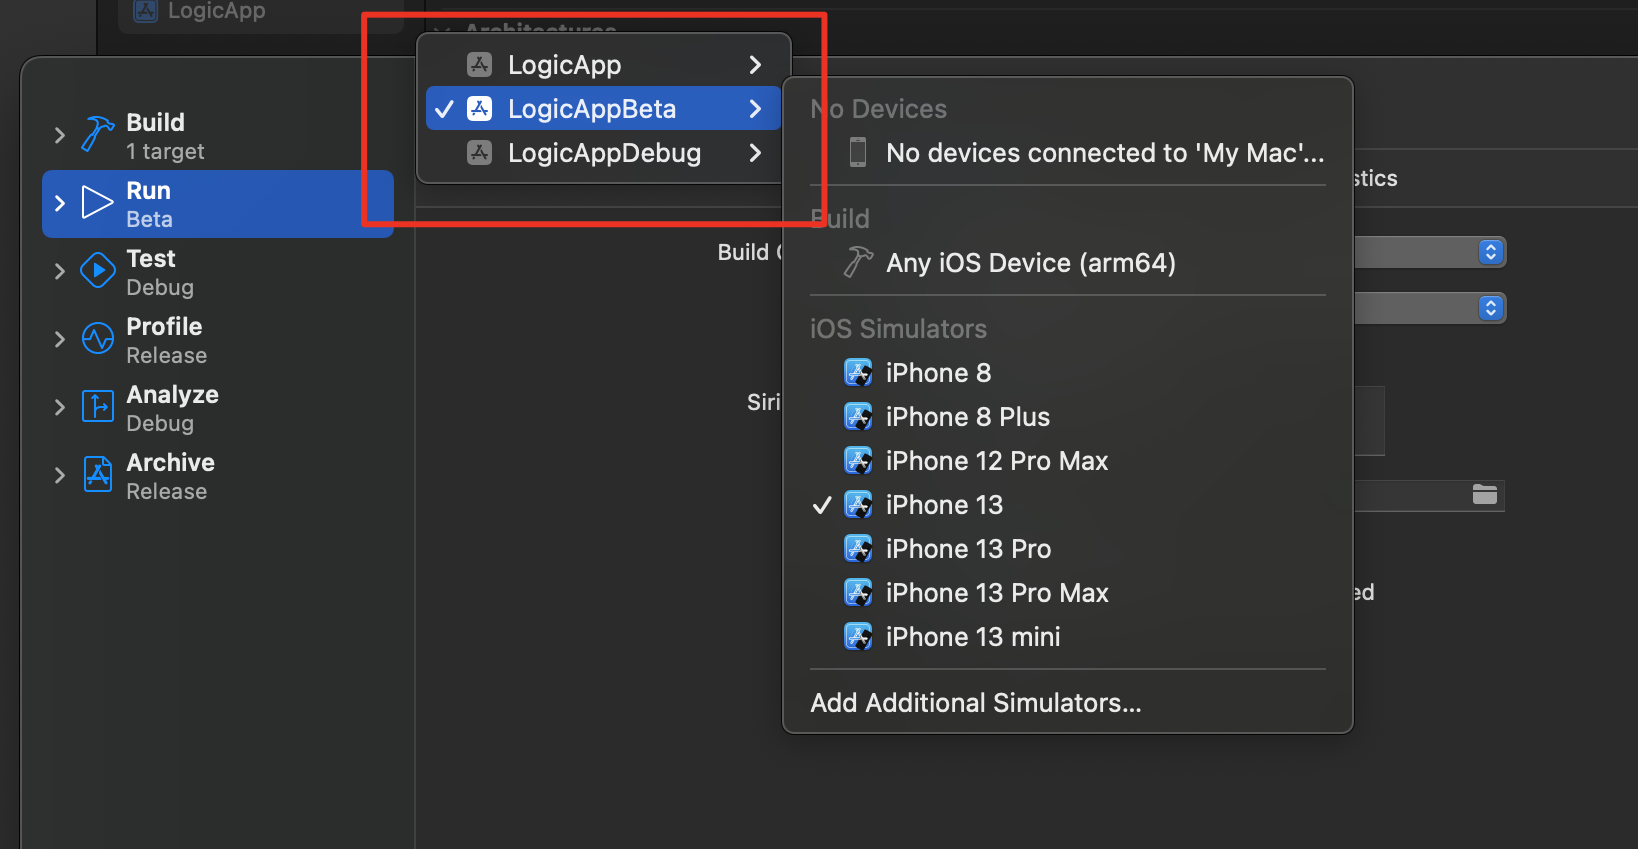 LogicApp
Architectures
LogicApp
LogicAppBeta
LogicAppDebug
Build
1 target
Run
Beta
Test
Debug
Profile
Release
Analyze
Debug
Archive
Release
No Devices
No devices connected to 'My Mac'...
Build
Any iOS Device (arm64)
iOS Simulators
iPhone 8
iPhone 8 Plus
iPhone 12 Pro Max
iPhone 13
iPhone 13 Pro
iPhone 13 Pro Max
iPhone 13 mini
Add Additional Simulators...
Build
Siri